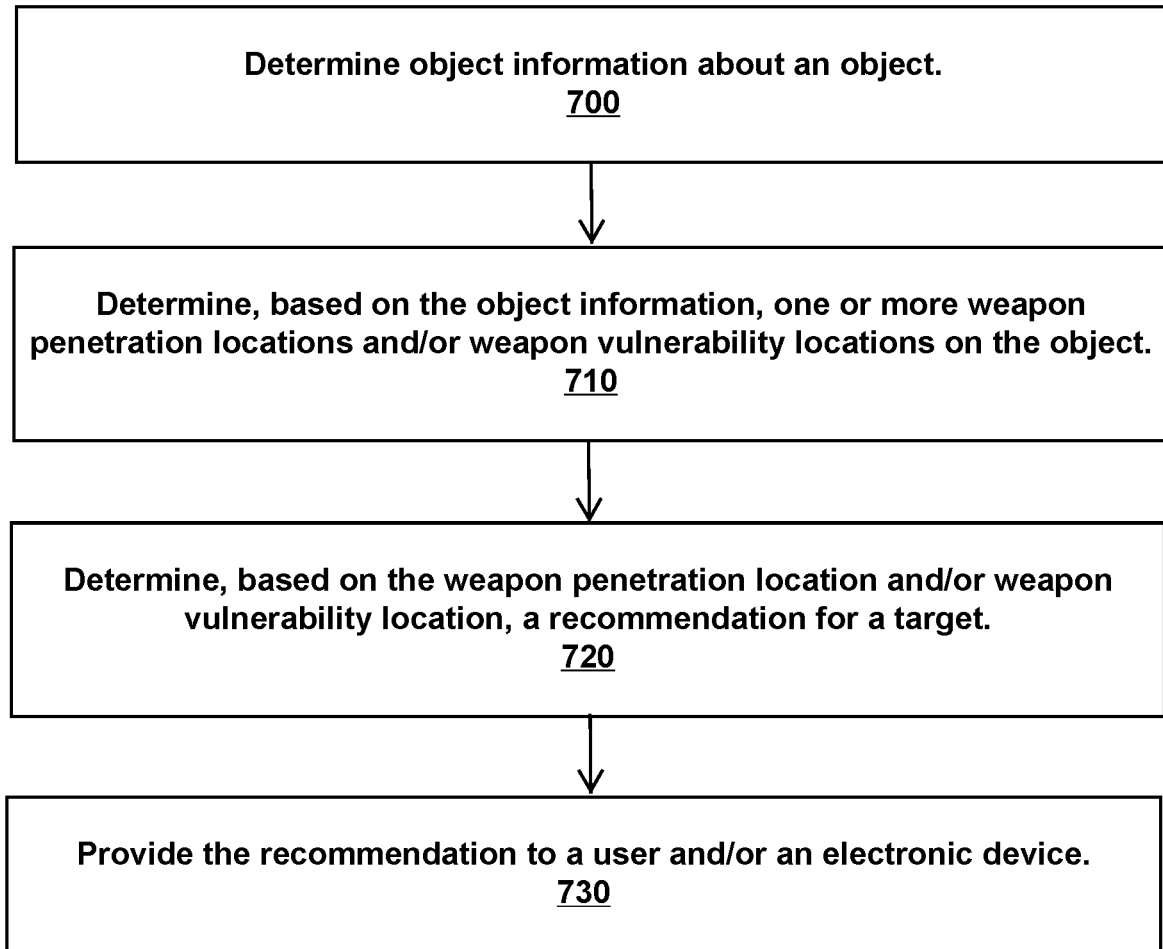 Determine object information about an object.
700
Determine, based on the object information, one or more weapon
penetration locations and/or weapon vulnerability locations on the object.
710
Determine, based on the weapon penetration location and/or weapon
vulnerability location, a recommendation for a target.
720
Provide the recommendation to a user and/or an electronic device.
730